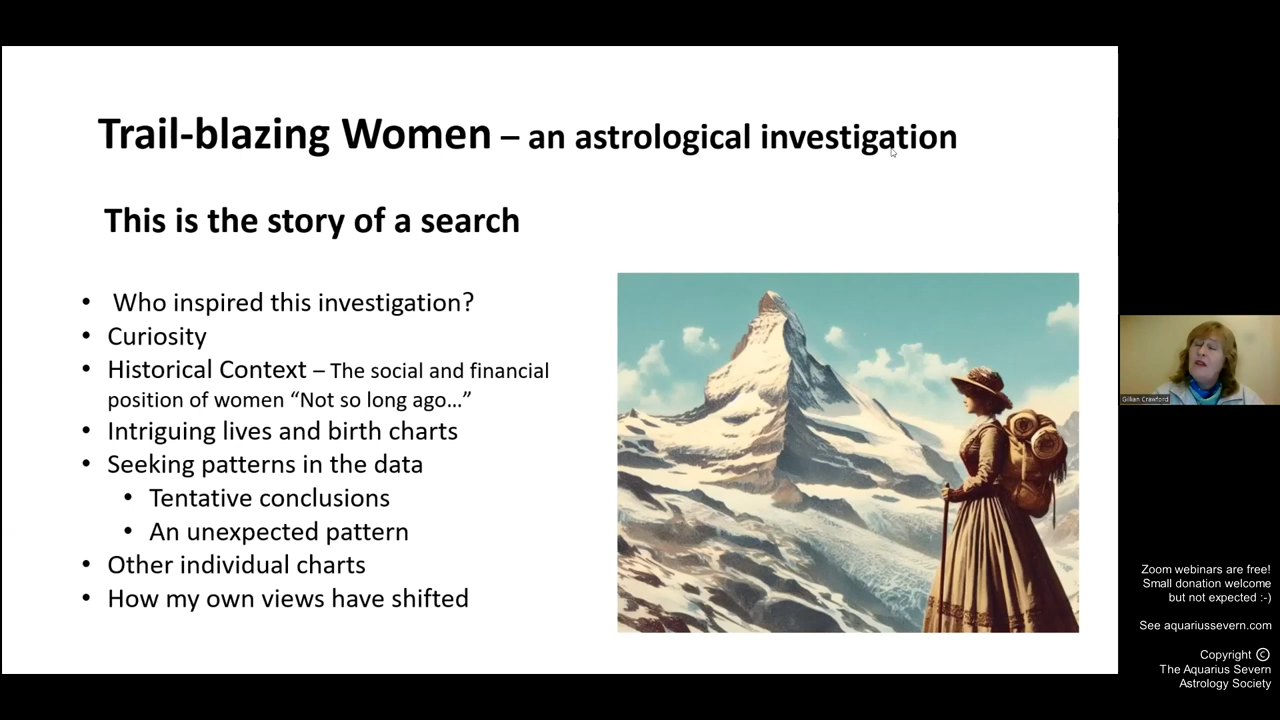 Trail-blazing Women – an astrological investigation
This is the story of a search
• Who inspired this investigation?
• Curiosity
• Historical Context – The social and financial
position of women “Not so long ago…”
• Intriguing lives and birth charts
• Seeking patterns in the data
• Tentative conclusions
• An unexpected pattern
• Other individual charts
• How my own views have shifted
Gillian Crawford
Zoom webinars are free!
Small donation welcome
but not expected :-)
See aquariussevern.com
Copyright ©
The Aquarius Severn
Astrology Society